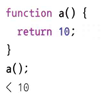 function a() {
  return 10;
}
a();
< 10